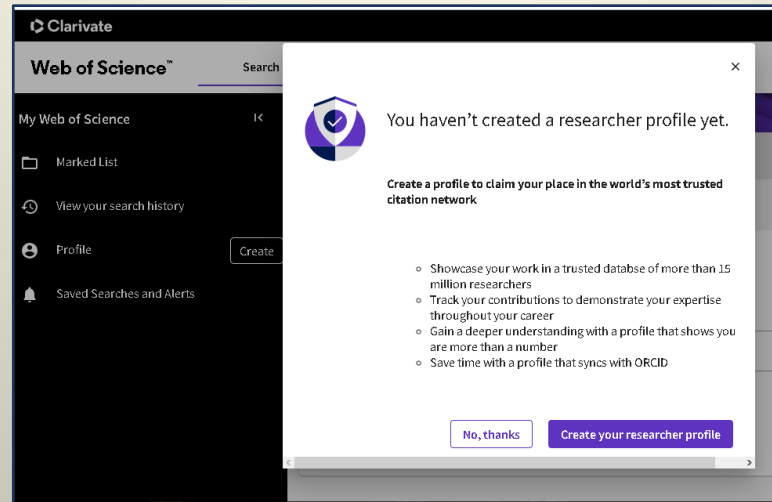 Clarivate
Web of Science™
Search
My Web of Science
Marked List
View your search history
Profile
Create
Saved Searches and Alerts
You haven't created a researcher profile yet.
Create a profile to claim your place in the world's most trusted
citation network
Showcase your work in a trusted databse of more than 15
million researchers
Track your contributions to demonstrate your expertise
throughout your career
Gain a deeper understanding with a profile that shows you
are more than a number
Save time with a profile that syncs with ORCID
No, thanks
Create your researcher profile